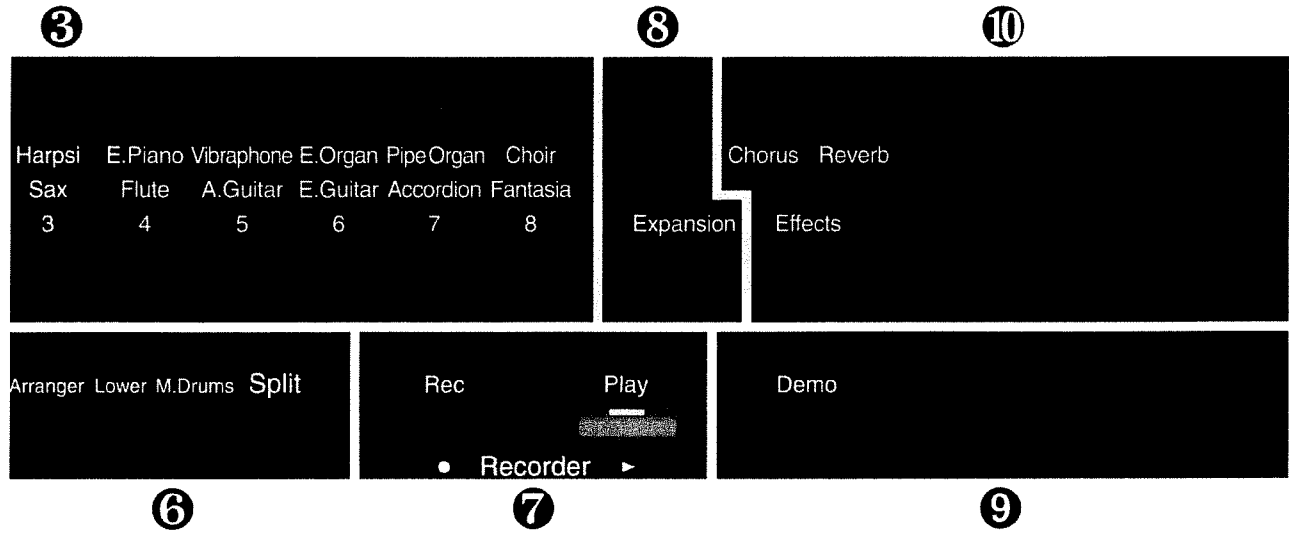 3 8 10
Harpsi E.Piano Vibraphone E.Organ PipeOrgan Choir
Sax Flute A.Guitar E.Guitar Accordion Fantasia
3 4 5 6 7 8
Expansion
Chorus Reverb
Effects
Arranger Lower M.Drums Split
Rec Play
● Recorder ►
Demo
6 7 9